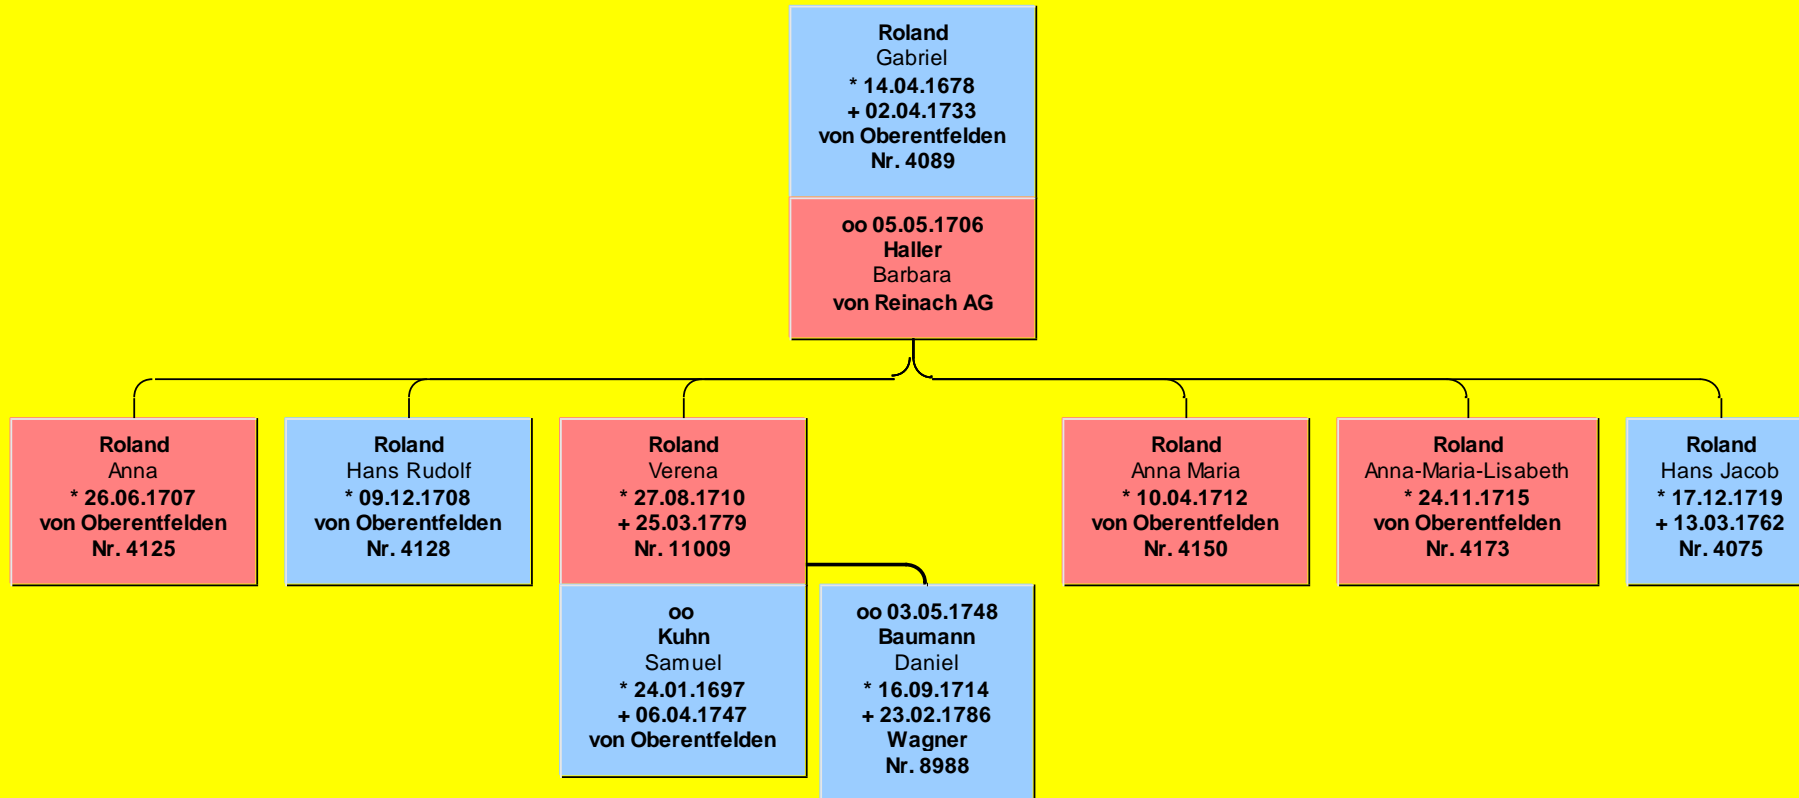 Roland
Gabriel
* 14.04.1678
+ 02.04.1733
von Oberentfelden
Nr. 4089
oo 05.05.1706
Haller
Barbara
von Reinach AG
Roland
Anna
* 26.06.1707
von Oberentfelden
Nr. 4125
Roland
Hans Rudolf
* 09.12.1708
von Oberentfelden
Nr. 4128
Roland
Verena
* 27.08.1710
+ 25.03.1779
Nr. 11009
oo
Kuhn
Samuel
* 24.01.1697
+ 06.04.1747
von Oberentfelden
oo 03.05.1748
Baumann
Daniel
* 16.09.1714
+ 23.02.1786
Wagner
Nr. 8988
Roland
Anna Maria
* 10.04.1712
von Oberentfelden
Nr. 4150
Roland
Anna-Maria-Lisabeth
* 24.11.1715
von Oberentfelden
Nr. 4173
Roland
Hans Jacob
* 17.12.1719
+ 13.03.1762
Nr. 4075